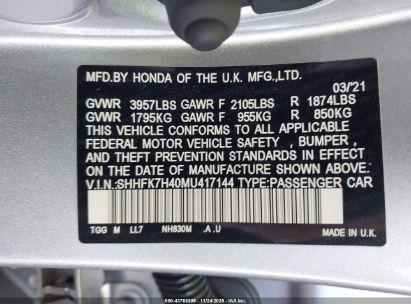 MFD.BY HONDA OF THE U.K. MFG.,LTD.
03/'21
GVWR 3957LBS GAWR F 2105LBS R 1874LBS
GVWR 1795KG GAWR F 955KG R 850KG
THIS VEHICLE CONFORMS TO ALL APPLICABLE
FEDERAL MOTOR VEHICLE SAFETY , BUMPER ,
AND THEFT PREVENTION STANDARDS IN EFFECT
ON THE DATE OF MANUFACTURE SHOWN ABOVE.
V.I.N.:SHHFK7H40MU417144 TYPE:PASSENGER CAR
TGG M LL7 NH830M .A .U
MADE IN U.K.